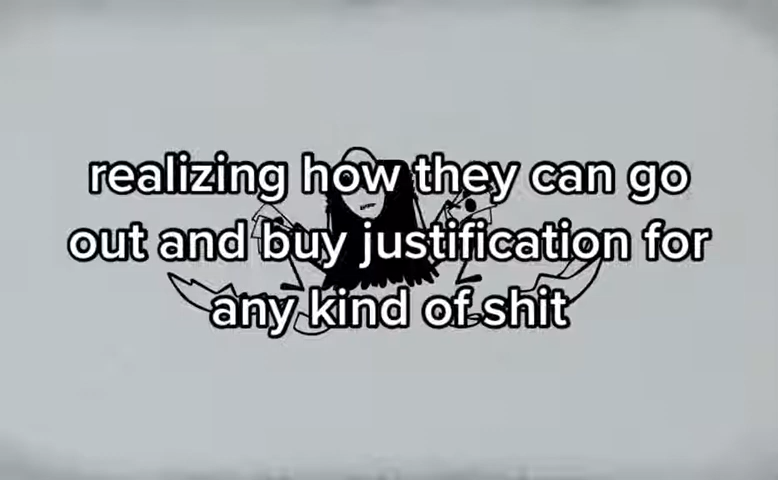 realizing how they can go
out and buy justification for
any kind of shit